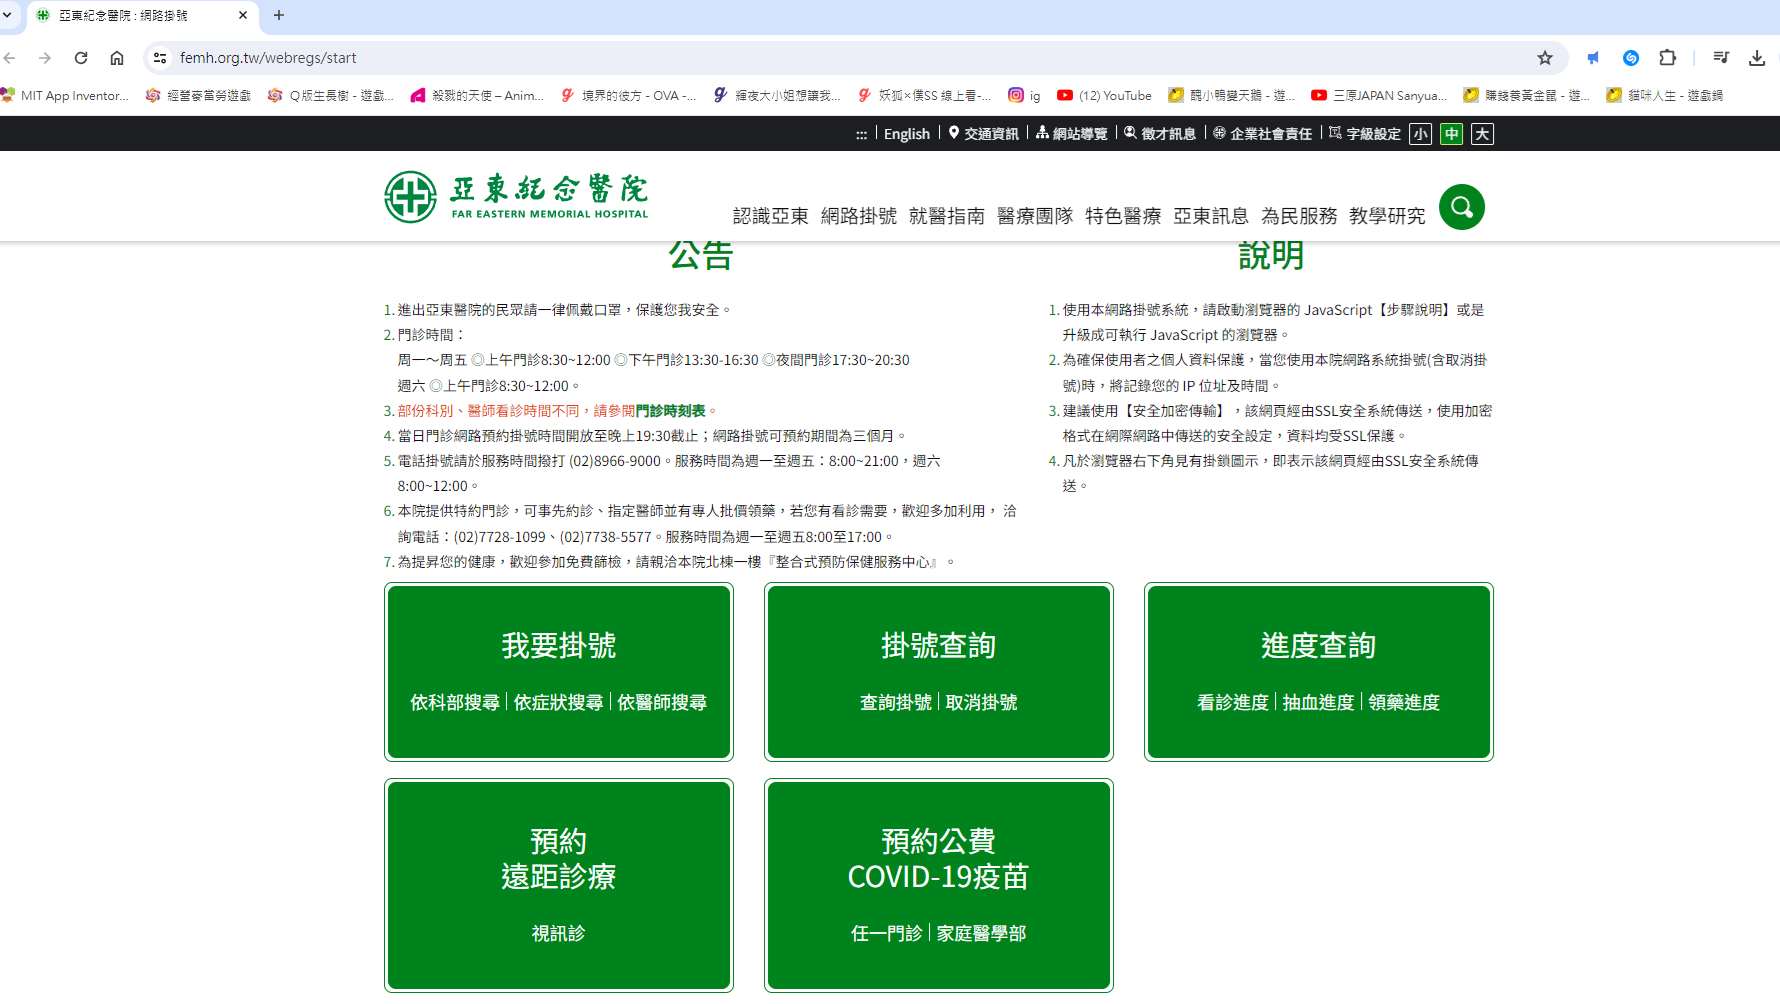 亞東紀念醫院 : 網路掛號
femh.org.tw/webregs/start
MIT App Inventor...
經營麥當勞遊戲
Q版生長樹 - 遊戲...
殺戮的天使 – Anim...
境界的彼方 - OVA -...
輝夜大小姐想讓我...
妖狐×僕SS 線上看-...
ig
(12) YouTube
醜小鴨變天鵝 - 遊...
三原JAPAN Sanyua...
賺錢養黃金鼠 - 遊...
貓咪人生 - 遊戲鍋
:::
English
交通資訊
網站導覽
徵才訊息
企業社會責任
字級設定
小
中
大
亞東紀念醫院
FAR EASTERN MEMORIAL HOSPITAL
認識亞東 網路掛號 就醫指南 醫療團隊 特色醫療 亞東訊息 為民服務 教學研究
公告
1. 進出亞東醫院的民眾請一律佩戴口罩，保護您我安全。
2. 門診時間：
周一～周五 ◎上午門診8:30~12:00 ◎下午門診13:30-16:30 ◎夜間門診17:30~20:30
週六 ◎上午門診8:30~12:00。
3. 部份科別、醫師看診時間不同，請參閱門診時刻表。
4. 當日門診網路預約掛號時間開放至晚上19:30截止；網路掛號可預約期間為三個月。
5. 電話掛號請於服務時間撥打 (02)8966-9000。服務時間為週一至週五：8:00~21:00，週六
8:00~12:00。
6. 本院提供特約門診，可事先約診、指定醫師並有專人批價領藥，若您有看診需要，歡迎多加利用， 洽
詢電話：(02)7728-1099、(02)7738-5577。服務時間為週一至週五8:00至17:00。
7. 為提昇您的健康，歡迎參加免費篩檢，請親洽本院北棟一樓『整合式預防保健服務中心』。
說明
1. 使用本網路掛號系統，請啟動瀏覽器的 JavaScript【步驟說明】或是
升級成可執行 JavaScript 的瀏覽器。
2. 為確保使用者之個人資料保護，當您使用本院網路系統掛號(含取消掛
號)時，將記錄您的 IP 位址及時間。
3. 建議使用【安全加密傳輸】，該網頁經由SSL安全系統傳送，使用加密
格式在網際網路中傳送的安全設定，資料均受SSL保護。
4. 凡於瀏覽器右下角見有掛鎖圖示，即表示該網頁經由SSL安全系統傳
送。
我要掛號
依科部搜尋 | 依症狀搜尋 | 依醫師搜尋
掛號查詢
查詢掛號 | 取消掛號
進度查詢
看診進度 | 抽血進度 | 領藥進度
預約
遠距診療
視訊診
預約公費
COVID-19疫苗
任一門診 | 家庭醫學部